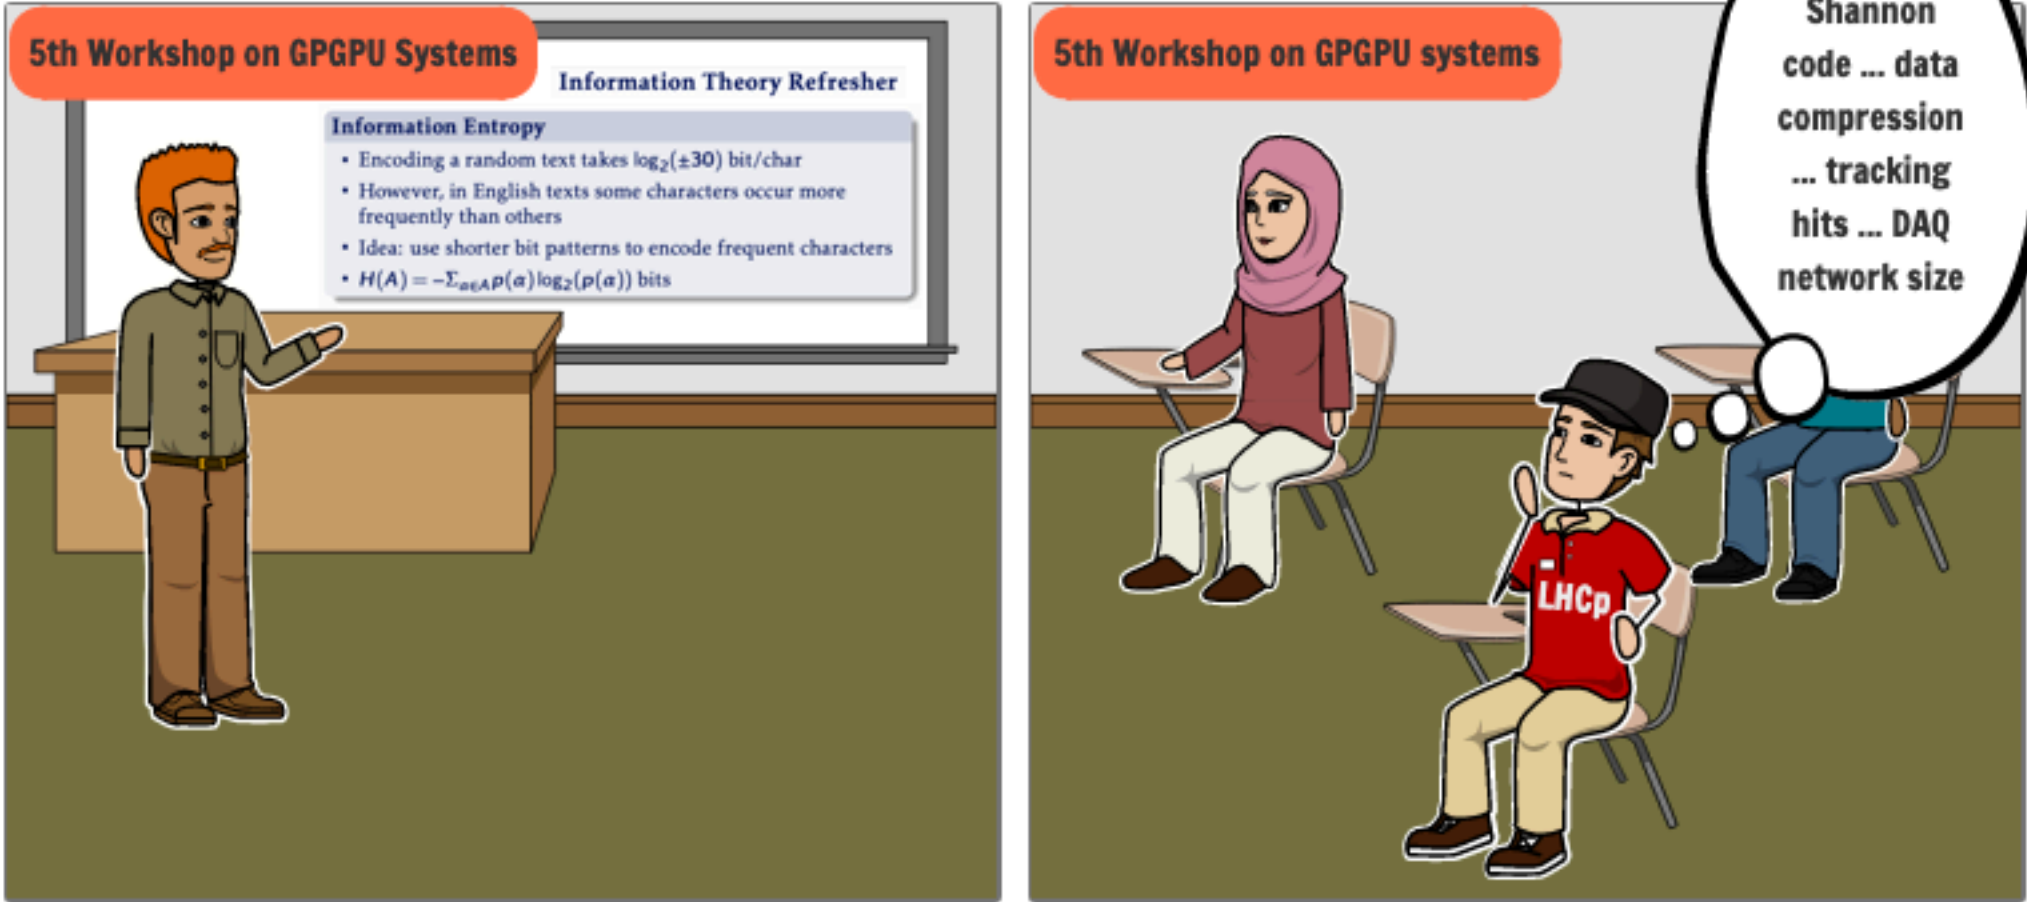 5th Workshop on GPGPU Systems
Information Theory Refresher
Information Entropy
• Encoding a random text takes log₂(±30) bit/char
• However, in English texts some characters occur more
frequently than others
• Idea: use shorter bit patterns to encode frequent characters
• H(A) = −Σₐ∈A p(a)log₂(p(a)) bits
5th Workshop on GPGPU systems
Shannon
code ... data
compression
... tracking
hits ... DAQ
network size
LHCp